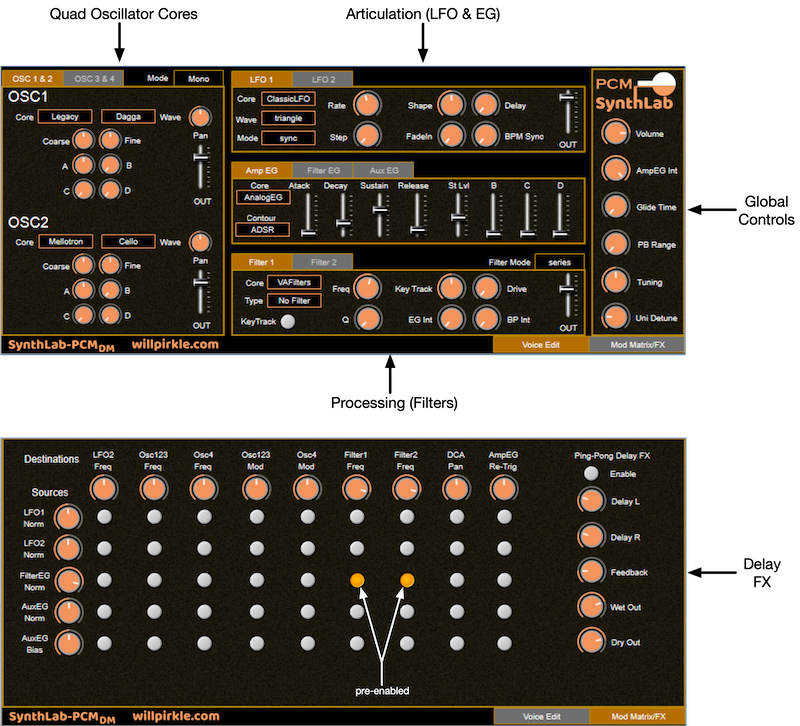 Quad Oscillator Cores
Articulation (LFO & EG)
OSC 1 & 2 OSC 3 & 4 Mode Mono
OSC1
Core Legacy Dagga Wave
Pan
Coarse Fine
A B
C D
OUT
OSC2
Core Mellotron Cello Wave
Pan
Coarse Fine
A B
C D
OUT
LFO 1 LFO 2
Core ClassicLFO Rate Shape Delay
Wave triangle
Mode sync Step FadeIn BPM Sync
OUT
Amp EG Filter EG Aux EG
Core Atack Decay Sustain Release St Lvl B C D
AnalogEG
Contour
ADSR
Filter 1 Filter 2 Filter Mode series
Core VAFilters Freq Key Track Drive
Type No Filter
KeyTrack Q EG Int BP Int
OUT
PCM
SynthLab
Volume
AmpEG Int
Glide Time
PB Range
Tuning
Uni Detune
Global
Controls
SynthLab-PCM DM willpirkle.com Voice Edit Mod Matrix/FX
Processing (Filters)
Destinations
LFO2 Osc123 Osc4 Osc123 Osc4 Filter1 Filter2 DCA AmpEG
Freq Freq Freq Mod Mod Freq Freq Pan Re-Trig
Sources
LFO1
Norm
LFO2
Norm
FilterEG
Norm
AuxEG
Norm
AuxEG
Bias
pre-enabled
Ping-Pong Delay FX
Enable
Delay L
Delay R
Feedback
Wet Out
Dry Out
Delay
FX
SynthLab-PCM DM willpirkle.com Voice Edit Mod Matrix/FX